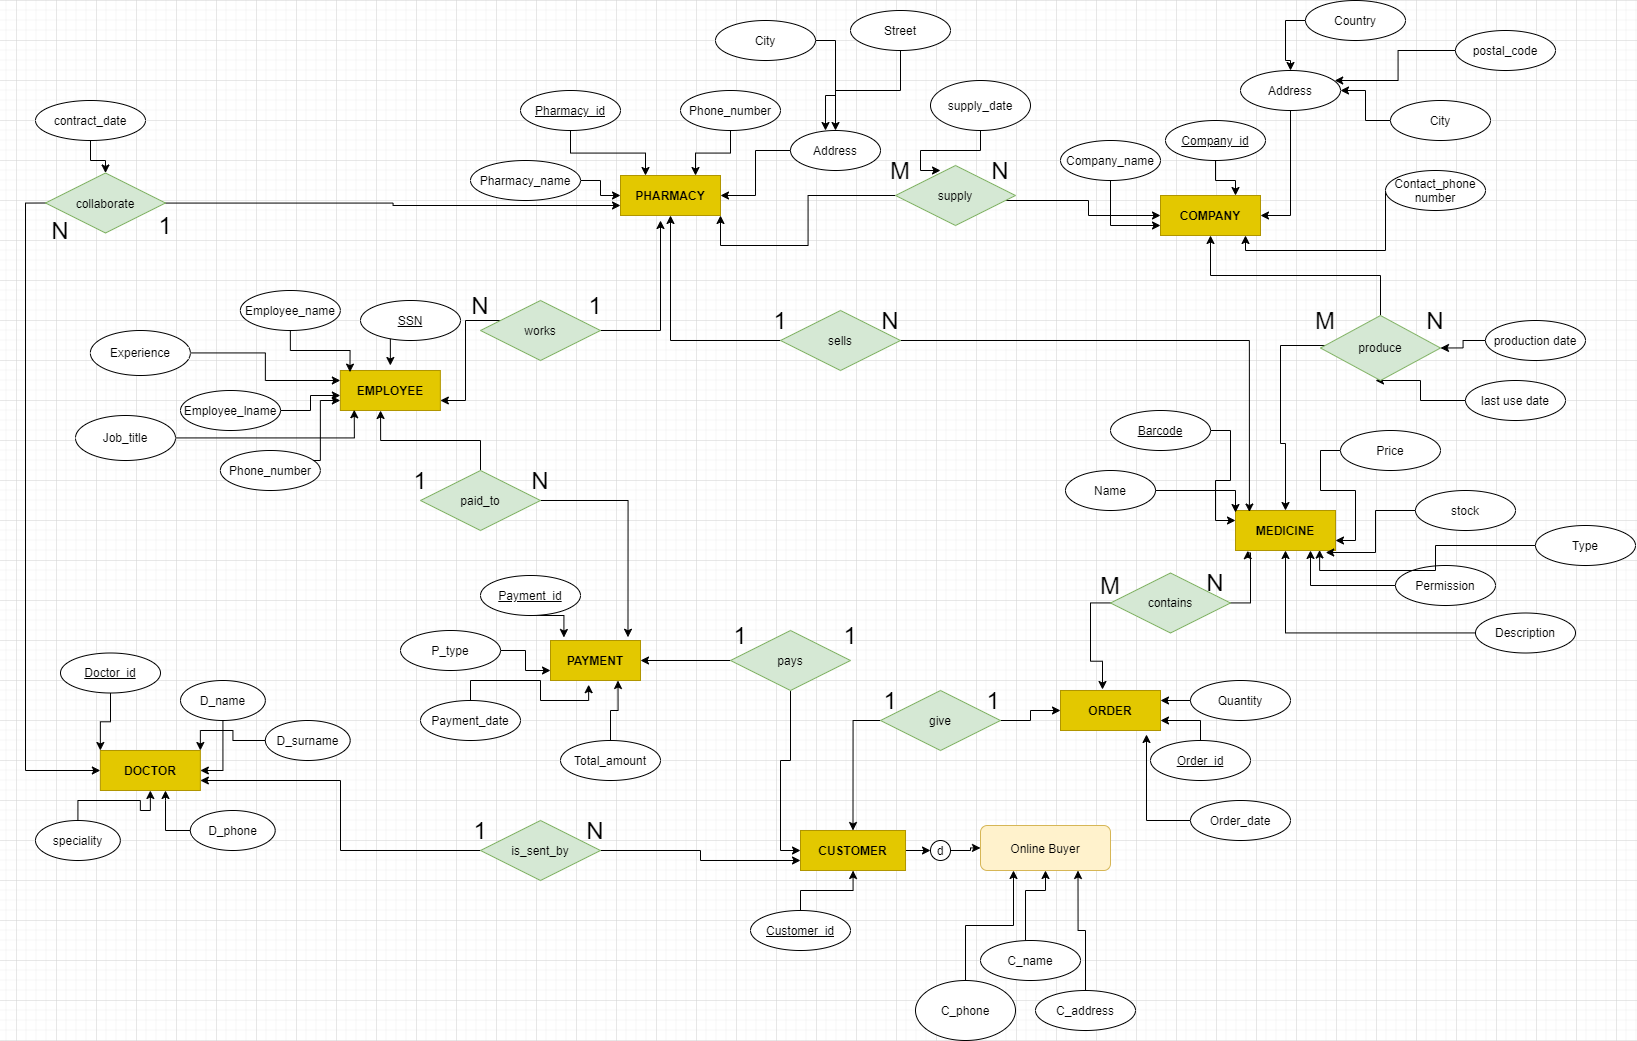 Country
Street
City
postal_code
Address
supply_date
Pharmacy_id
Phone_number
contract_date
City
Address
Company_id
Company_name
M
N
Pharmacy_name
PHARMACY
supply
Contact_phone
number
collaborate
COMPANY
N
1
Employee_name
SSN
N
1
works
1
N
sells
M
N
produce
production date
Experience
EMPLOYEE
last use date
Employee_lname
Job_title
Barcode
Price
Phone_number
1
N
paid_to
Name
stock
MEDICINE
Type
Permission
M
N
contains
Payment_id
Description
1
1
P_type
PAYMENT
pays
Doctor_id
D_name
Quantity
1
1
give
ORDER
Payment_date
D_surname
Total_amount
Order_id
DOCTOR
Order_date
speciality
D_phone
1
N
is_sent_by
CUSTOMER
d
Online Buyer
Customer_id
C_name
C_phone
C_address